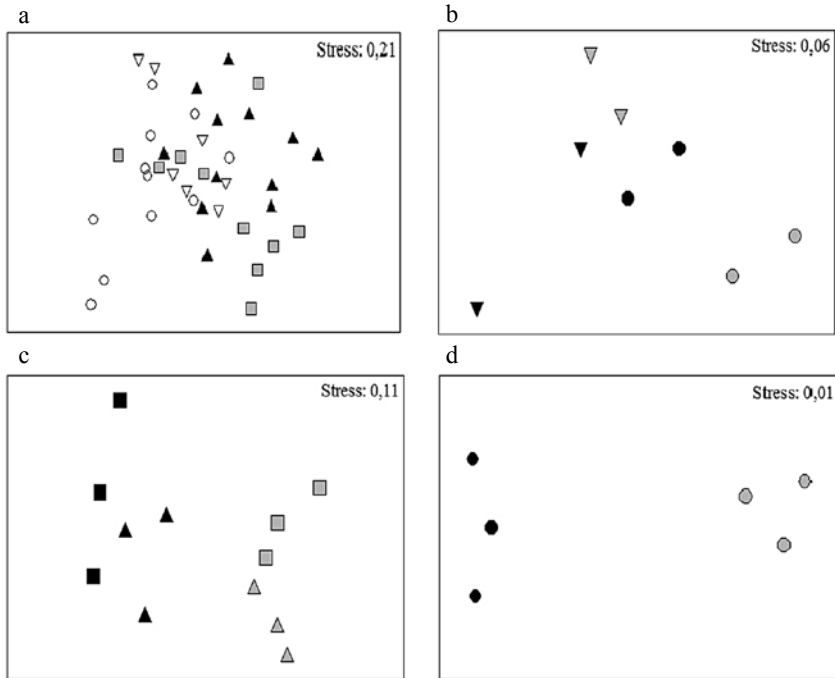 a
Stress: 0,21
b
Stress: 0,06
c
Stress: 0,11
d
Stress: 0,01